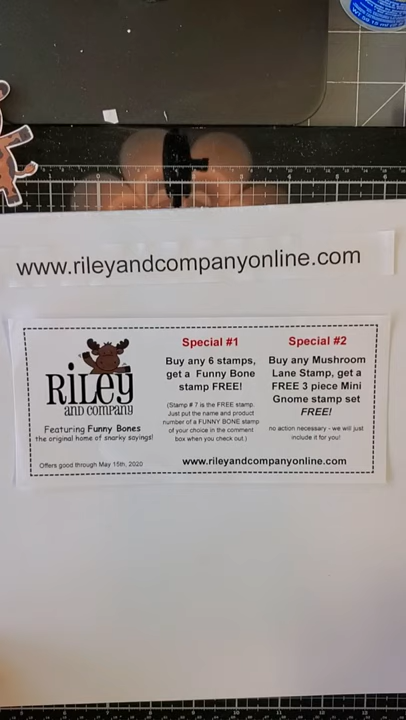 www.rileyandcompanyonline.com
RiLEY
and company
Featuring Funny Bones
the original home of snarky sayings!
Offers good through May 15th, 2020
Special #1
Buy any 6 stamps,
get a Funny Bone
stamp FREE!
(Stamp # 7 is the FREE stamp.
Just put the name and product
number of a FUNNY BONE stamp
of your choice in the comment
box when you check out.)
Special #2
Buy any Mushroom
Lane Stamp, get a
FREE 3 piece Mini
Gnome stamp set
FREE!
no action necessary - we will just
include it for you!
www.rileyandcompanyonline.com